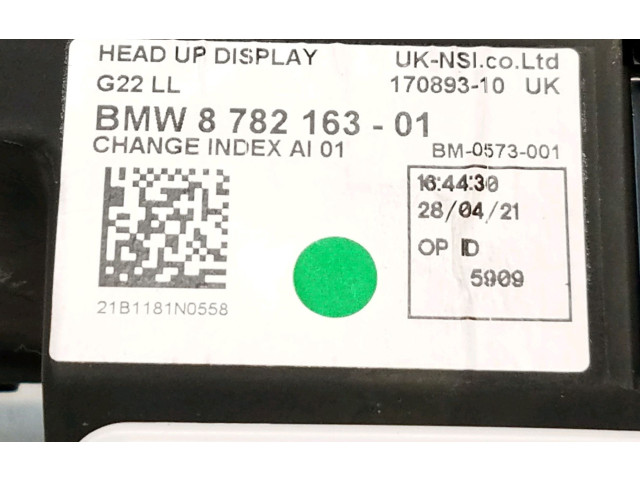 HEAD UP DISPLAY UK-NSI.co.Ltd
G22 LL 170893-10 UK
BMW 8 782 163 - 01
CHANGE INDEX AI 01 BM-0573-001
16:44:30
28/04/21
OP ID
5909
21B1181N0558